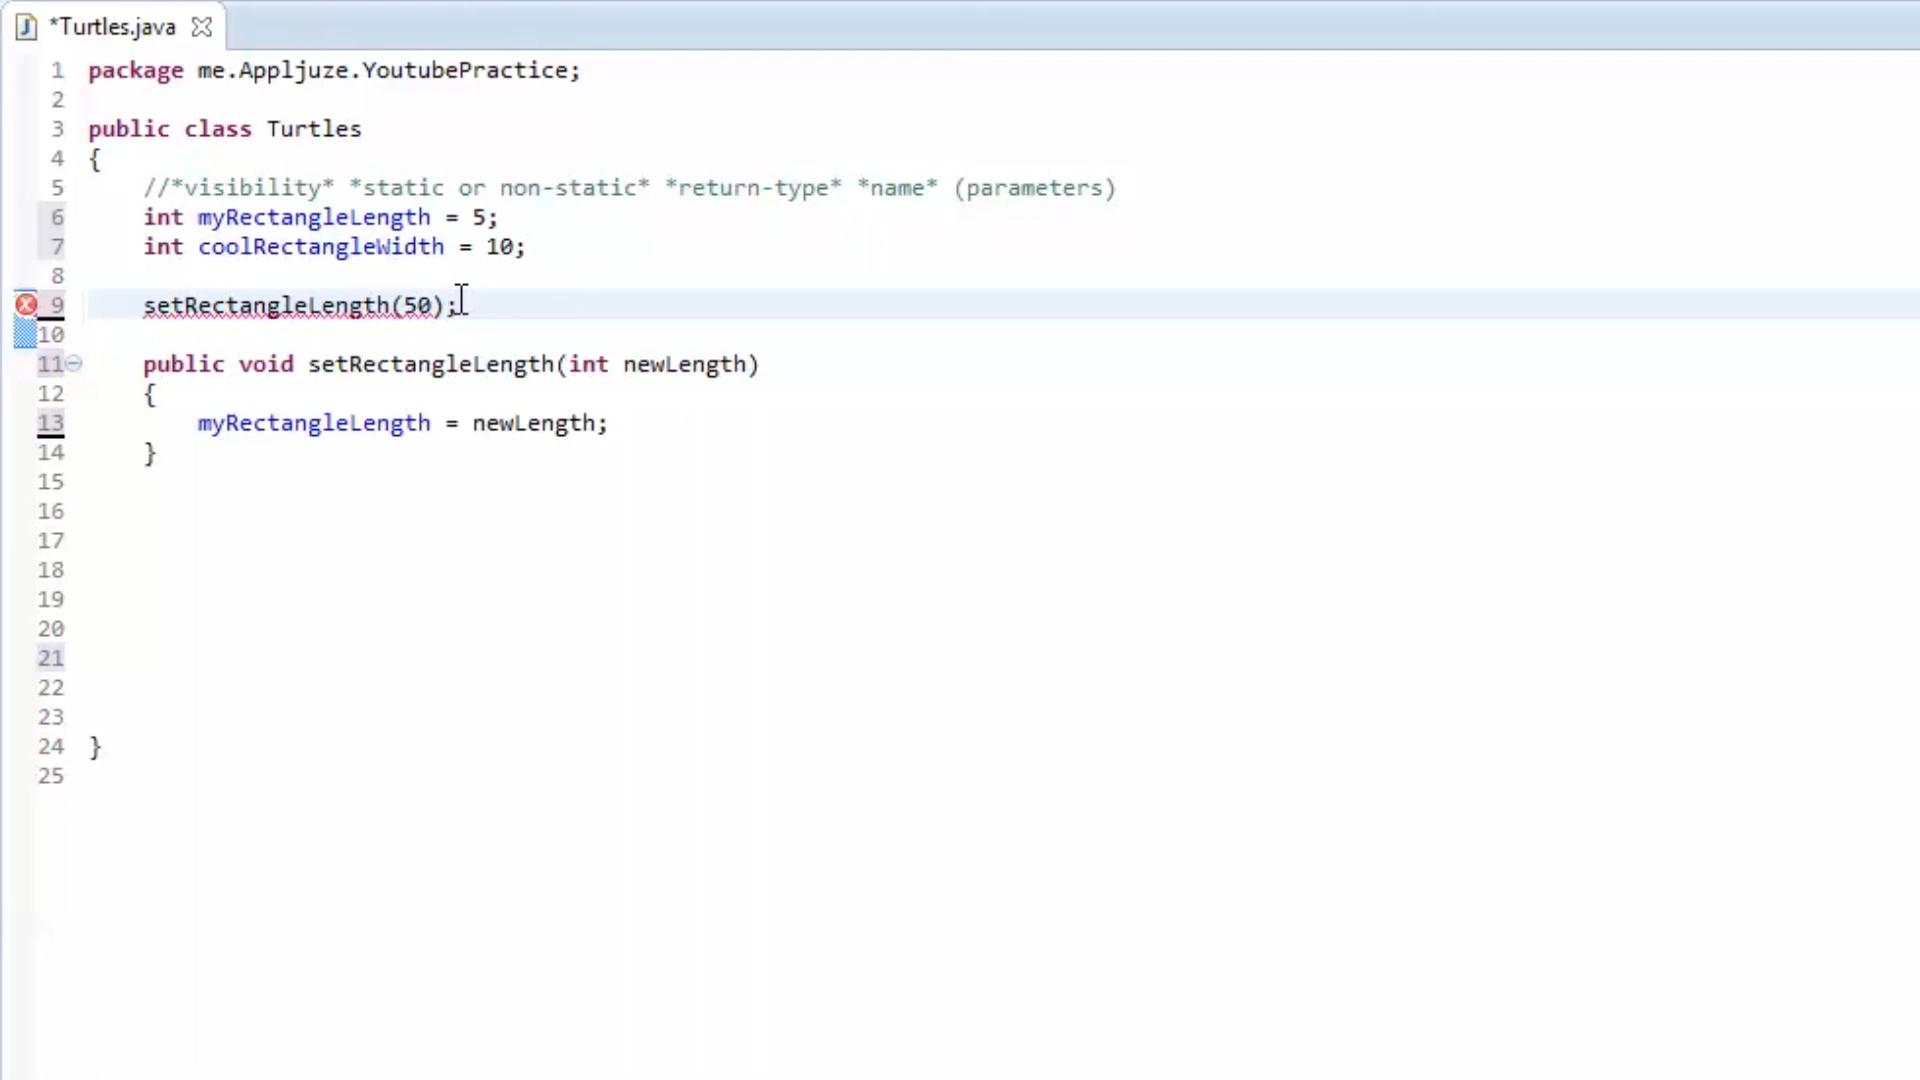 *Turtles.java
1 package me.Appljuze.YoutubePractice;
2
3 public class Turtles
4 {
5 //*visibility* *static or non-static* *return-type* *name* (parameters)
6 int myRectangleLength = 5;
7 int coolRectangleWidth = 10;
8
9 setRectangleLength(50);
10
11 public void setRectangleLength(int newLength)
12 {
13 myRectangleLength = newLength;
14 }
15
16
17
18
19
20
21
22
23
24 }
25